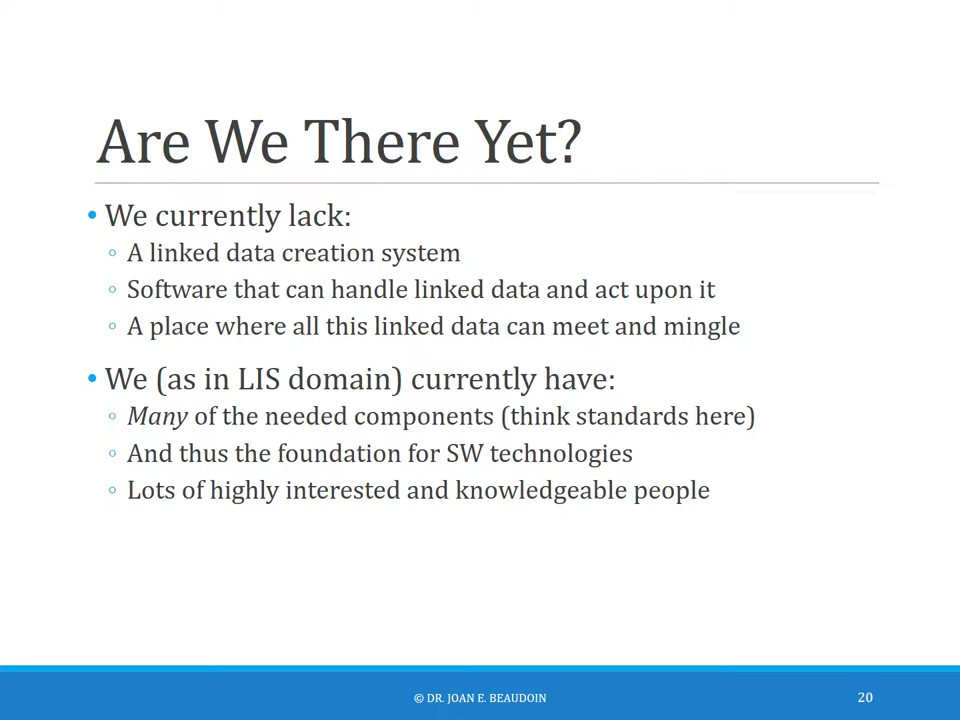 Are We There Yet?
• We currently lack:
◦ A linked data creation system
◦ Software that can handle linked data and act upon it
◦ A place where all this linked data can meet and mingle
• We (as in LIS domain) currently have:
◦ Many of the needed components (think standards here)
◦ And thus the foundation for SW technologies
◦ Lots of highly interested and knowledgeable people
© DR. JOAN E. BEAUDOIN
20